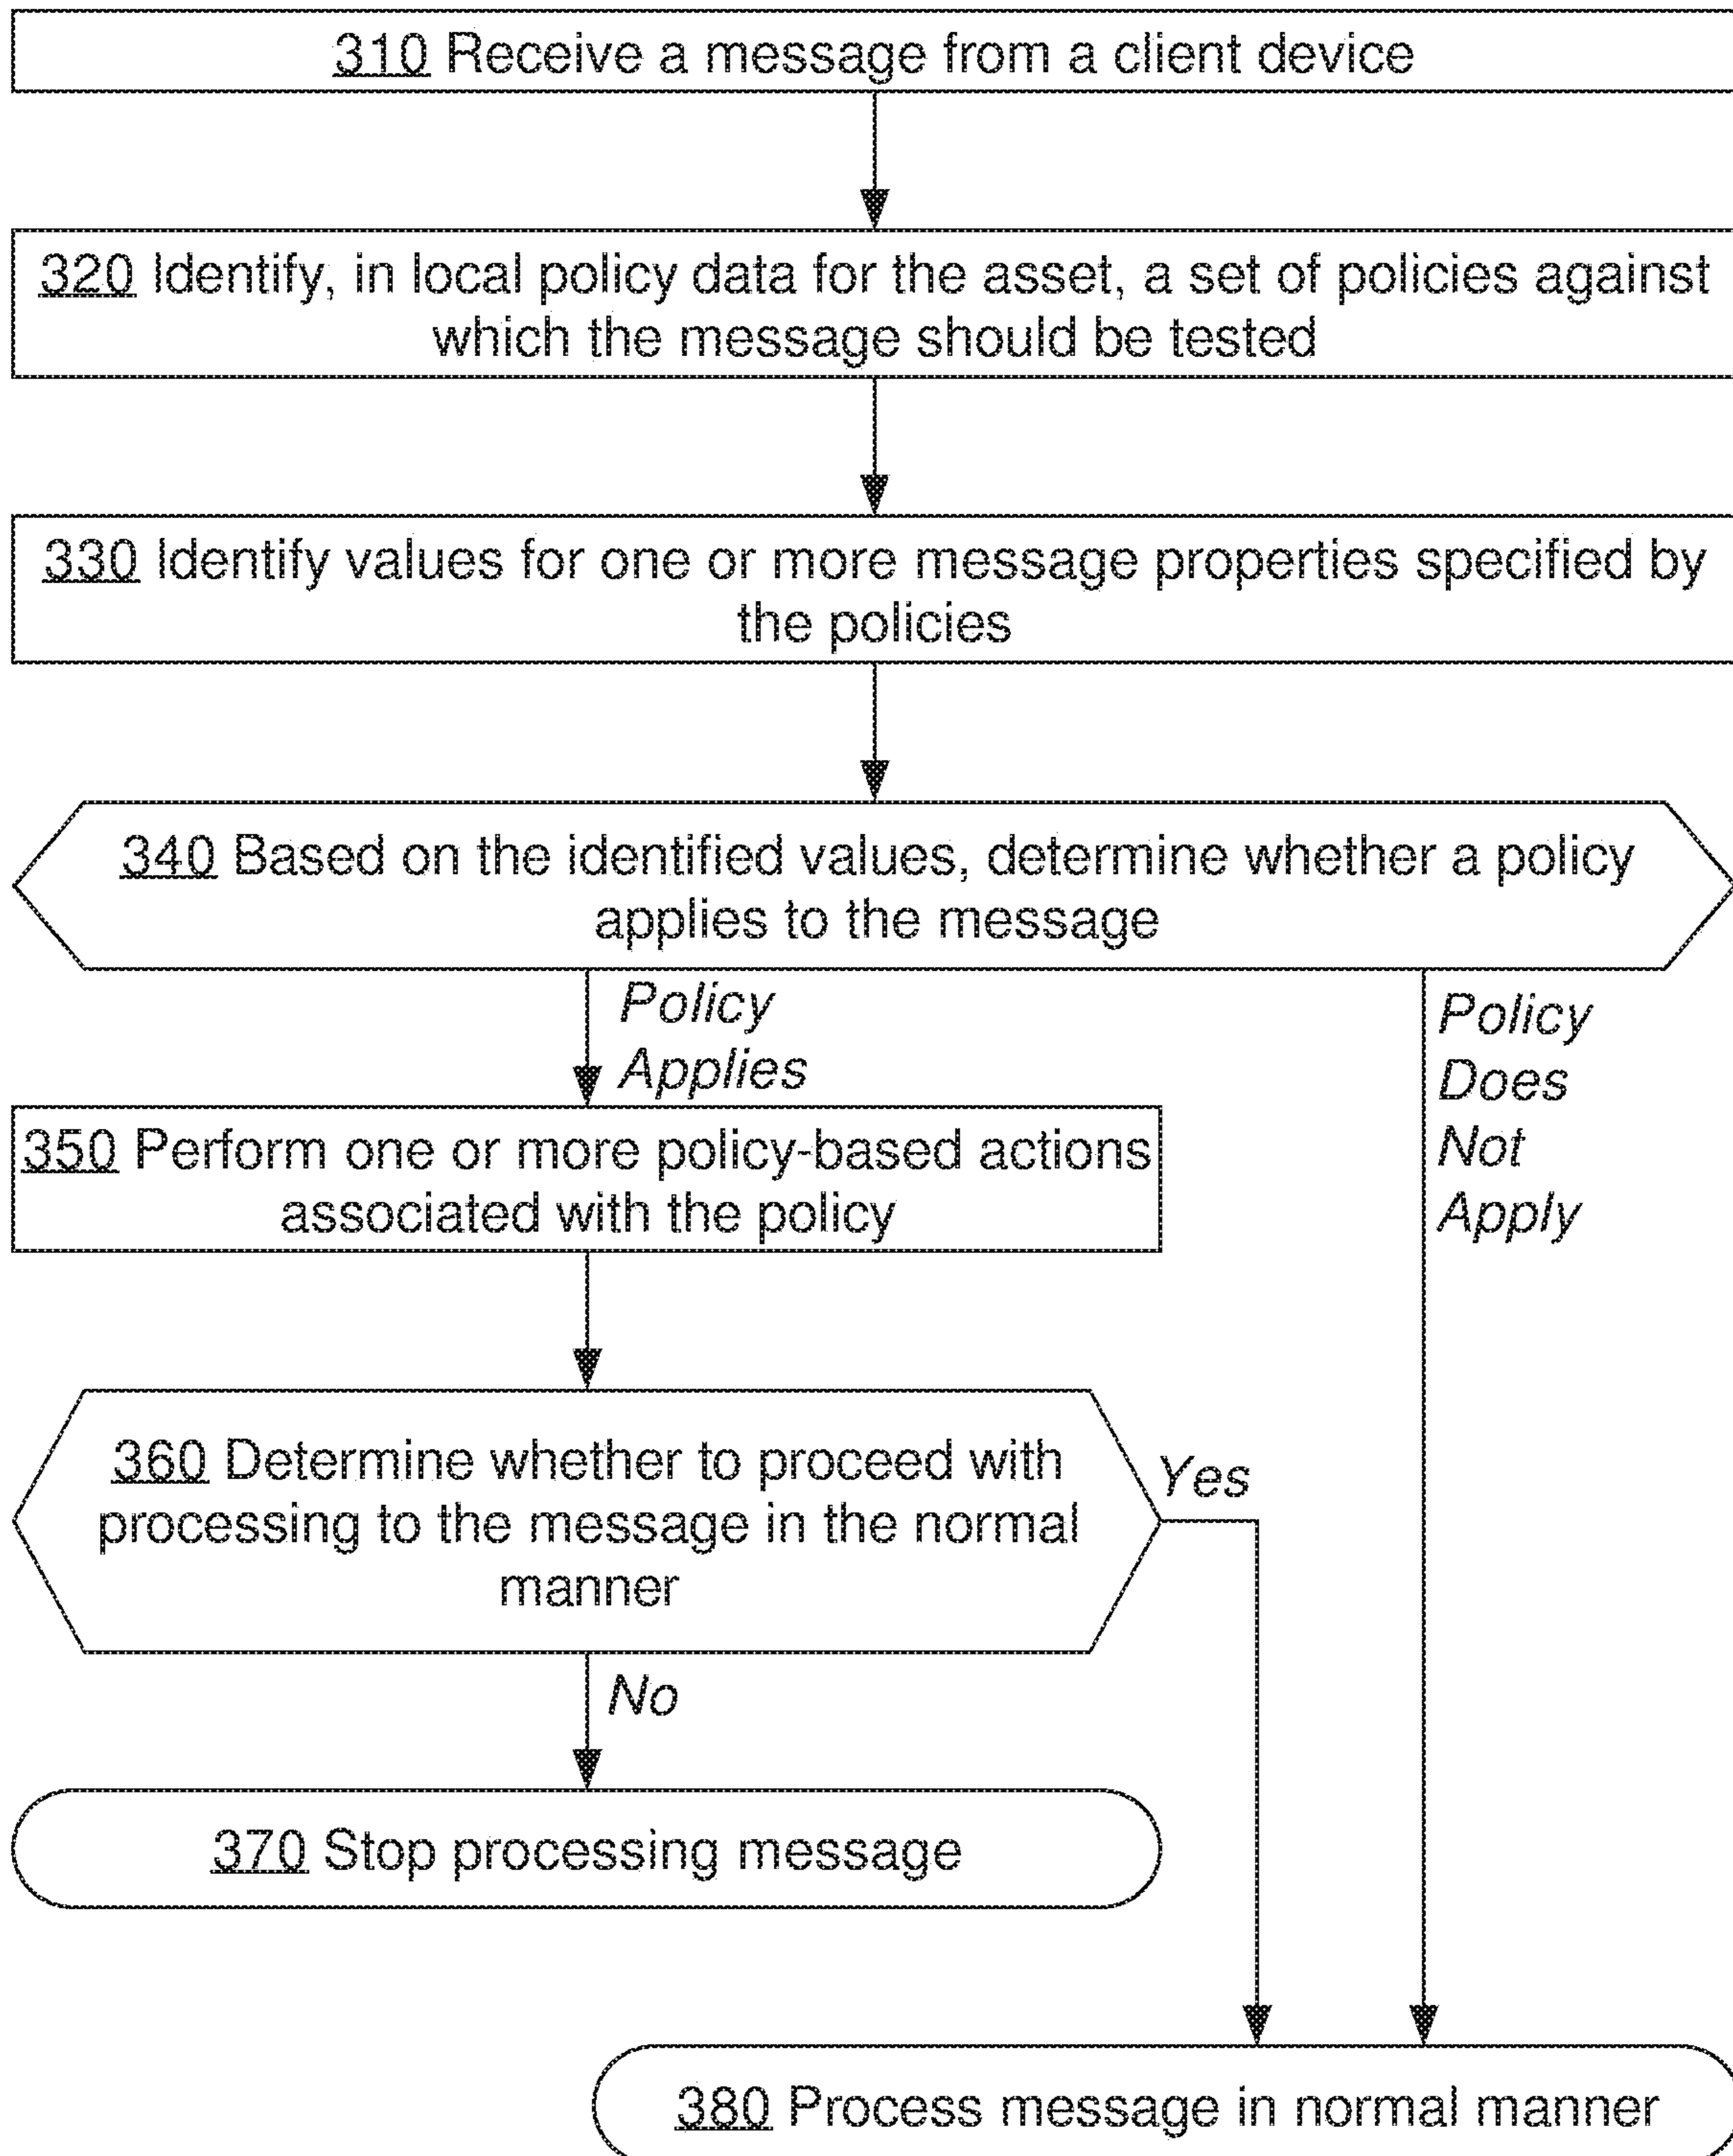 310 Receive a message from a client device
320 Identify, in local policy data for the asset, a set of policies against
which the message should be tested
330 Identify values for one or more message properties specified by
the policies
340 Based on the identified values, determine whether a policy
applies to the message
Policy
Applies
Policy
Does
Not
Apply
350 Perform one or more policy-based actions
associated with the policy
360 Determine whether to proceed with
processing to the message in the normal
manner
Yes
No
370 Stop processing message
380 Process message in normal manner